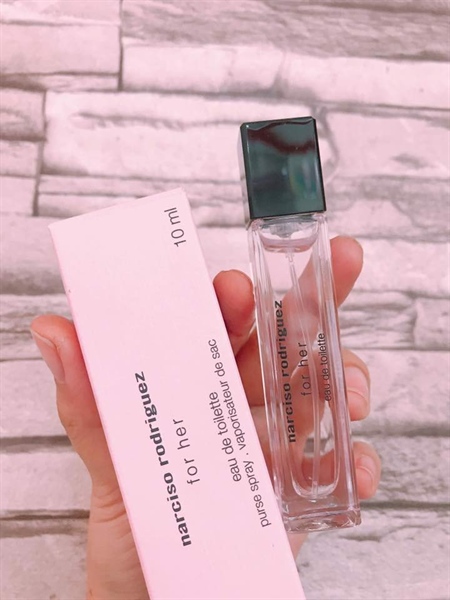 10 ml
narciso rodriguez
for her
eau de toilette
purse spray . vaporisateur de sac
narciso rodriguez
for her
eau de toilette